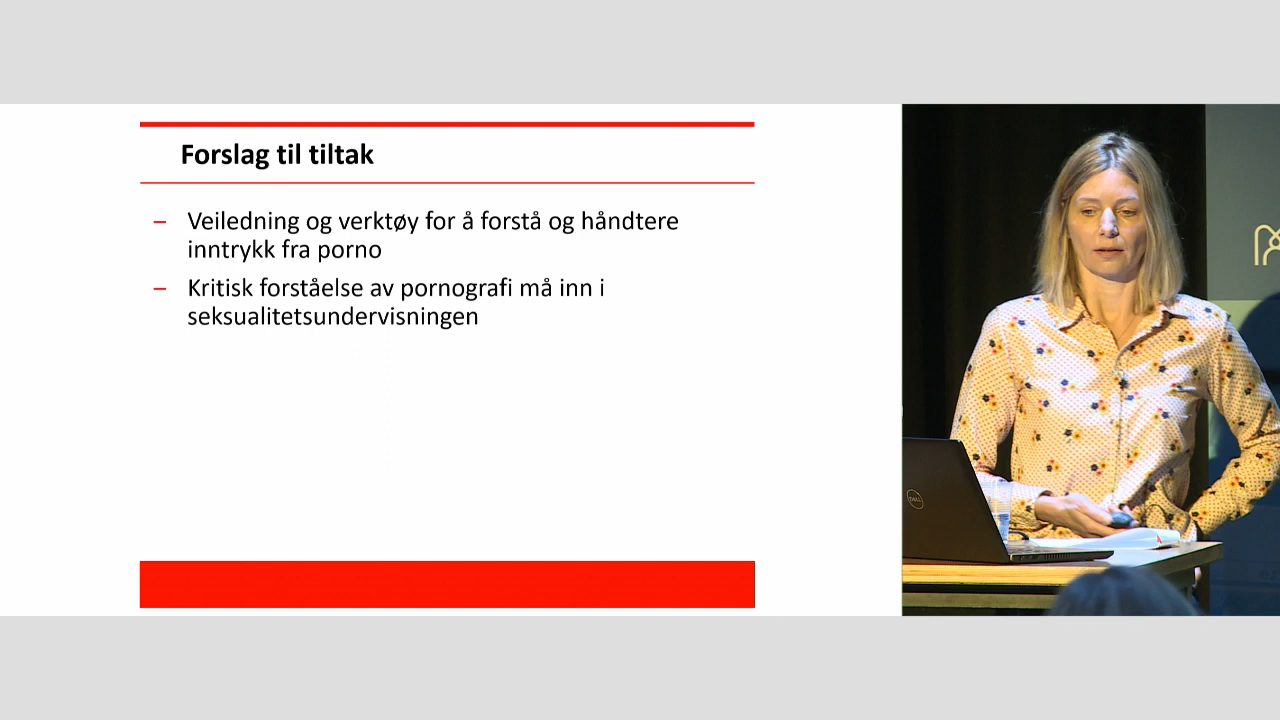 Forslag til tiltak
– Veiledning og verktøy for å forstå og håndtere
inntrykk fra porno
– Kritisk forståelse av pornografi må inn i
seksualitetsundervisningen
DELL